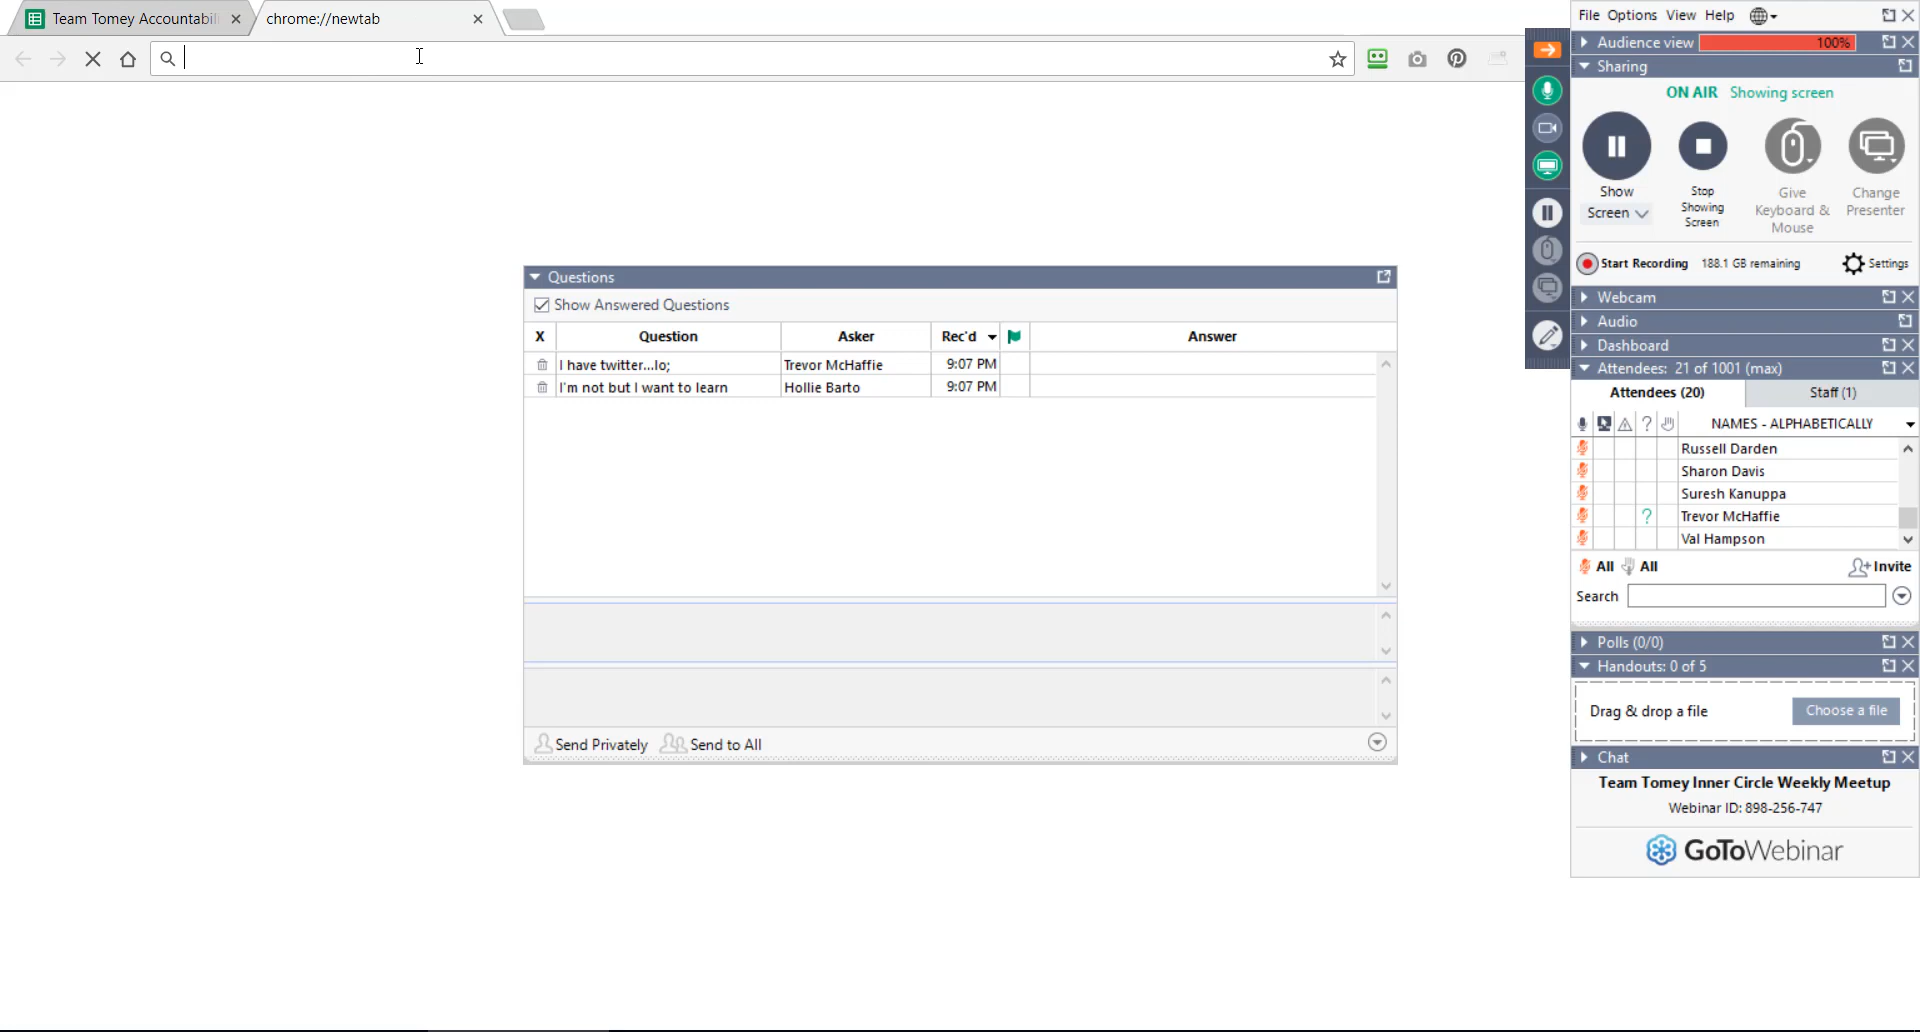 Team Tomey Accountabil
chrome://newtab
File Options View Help
Audience view 100%
Sharing
ON AIR Showing screen
Show
Screen
Stop
Showing
Screen
Give
Keyboard &
Mouse
Change
Presenter
Start Recording 188.1 GB remaining Settings
Webcam
Audio
Dashboard
Attendees: 21 of 1001 (max)
Attendees (20) Staff (1)
? NAMES - ALPHABETICALLY
Russell Darden
Sharon Davis
Suresh Kanuppa
? Trevor McHaffie
Val Hampson
All All Invite
Search
Polls (0/0)
Handouts: 0 of 5
Drag & drop a file Choose a file
Chat
Team Tomey Inner Circle Weekly Meetup
Webinar ID: 898-256-747
GoToWebinar
Questions
Show Answered Questions
X Question Asker Rec'd Answer
I have twitter...lo; Trevor McHaffie 9:07 PM
I'm not but I want to learn Hollie Barto 9:07 PM
Send Privately Send to All